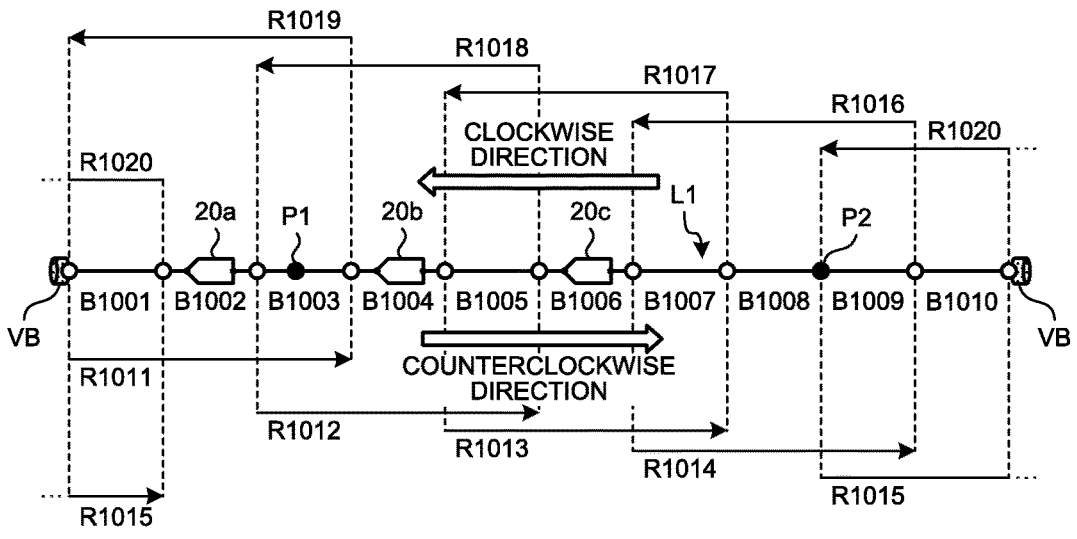 R1019
R1018
R1017
R1016
R1020
R1020
CLOCKWISE
DIRECTION
20a
P1
20b
20c
L1
P2
B1001
B1002
B1003
B1004
B1005
B1006
B1007
B1008
B1009
B1010
VB
VB
R1011
COUNTERCLOCKWISE
DIRECTION
R1012
R1013
R1014
R1015
R1015